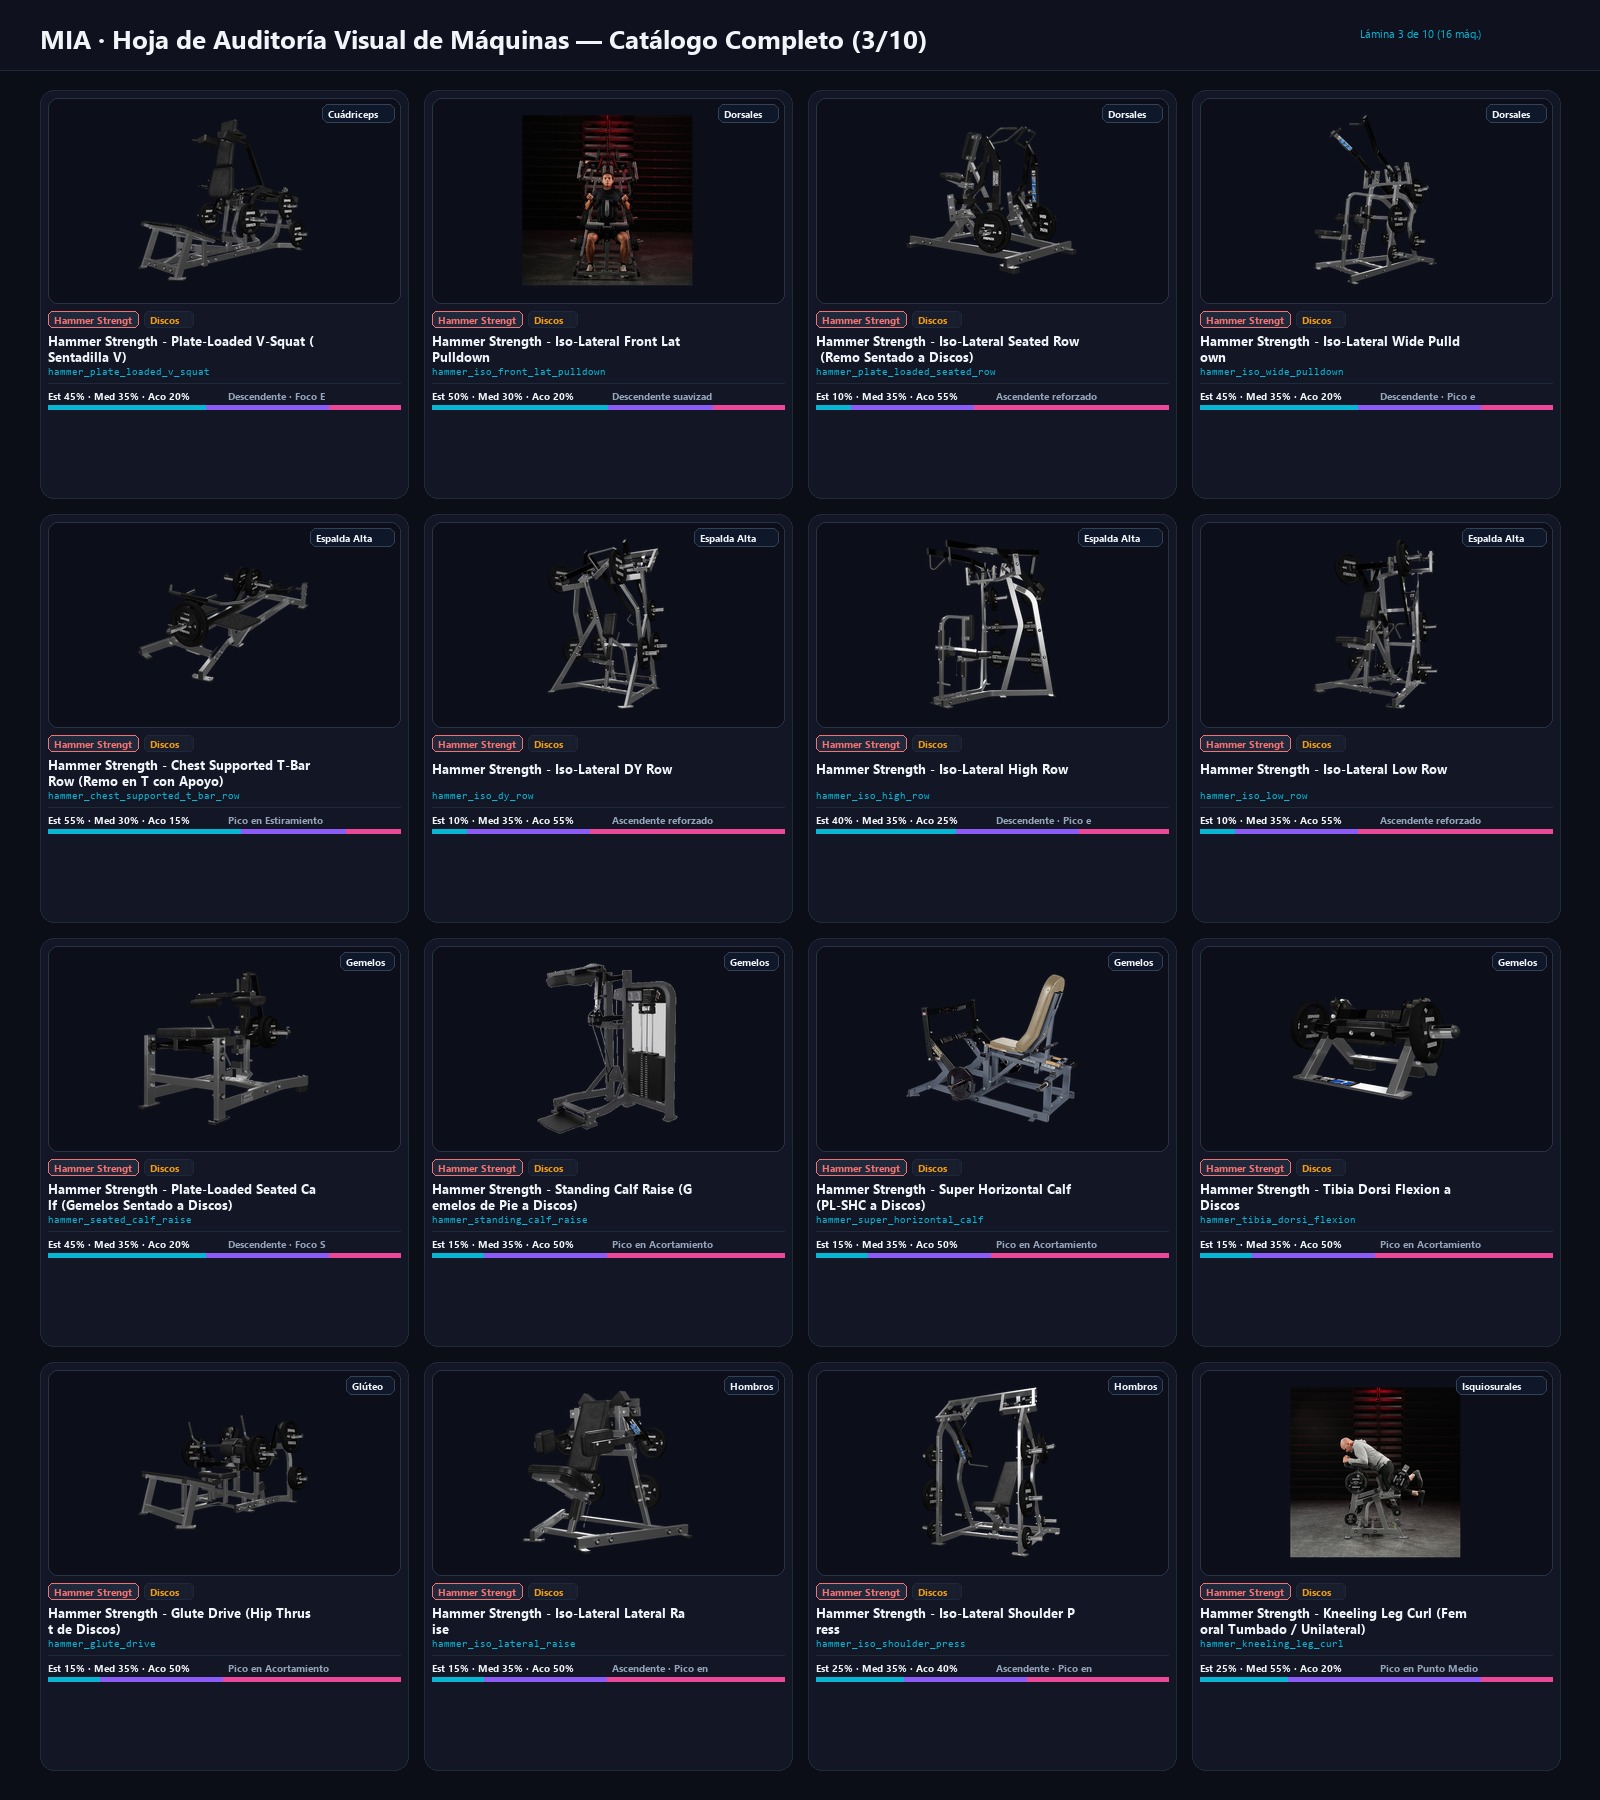 MIA · Hoja de Auditoría Visual de Máquinas — Catálogo Completo (3/10)
Lámina 3 de 10 (16 máq.)
Cuádriceps
Hammer Strengt
Discos
Hammer Strength - Plate-Loaded V-Squat (
Sentadilla V)
hammer_plate_loaded_v_squat
Est 45% · Med 35% · Aco 20%
Descendente · Foco E
Dorsales
Hammer Strengt
Discos
Hammer Strength - Iso-Lateral Front Lat
Pulldown
hammer_iso_front_lat_pulldown
Est 50% · Med 30% · Aco 20%
Descendente suavizad
Dorsales
Hammer Strengt
Discos
Hammer Strength - Iso-Lateral Seated Row
(Remo Sentado a Discos)
hammer_plate_loaded_seated_row
Est 10% · Med 35% · Aco 55%
Ascendente reforzado
Dorsales
Hammer Strengt
Discos
Hammer Strength - Iso-Lateral Wide Pulld
own
hammer_iso_wide_pulldown
Est 45% · Med 35% · Aco 20%
Descendente · Pico e
Espalda Alta
Hammer Strengt
Discos
Hammer Strength - Chest Supported T-Bar
Row (Remo en T con Apoyo)
hammer_chest_supported_t_bar_row
Est 55% · Med 30% · Aco 15%
Pico en Estiramiento
Espalda Alta
Hammer Strengt
Discos
Hammer Strength - Iso-Lateral DY Row
hammer_iso_dy_row
Est 10% · Med 35% · Aco 55%
Ascendente reforzado
Espalda Alta
Hammer Strengt
Discos
Hammer Strength - Iso-Lateral High Row
hammer_iso_high_row
Est 40% · Med 35% · Aco 25%
Descendente · Pico e
Espalda Alta
Hammer Strengt
Discos
Hammer Strength - Iso-Lateral Low Row
hammer_iso_low_row
Est 10% · Med 35% · Aco 55%
Ascendente reforzado
Gemelos
Hammer Strengt
Discos
Hammer Strength - Plate-Loaded Seated Ca
lf (Gemelos Sentado a Discos)
hammer_seated_calf_raise
Est 45% · Med 35% · Aco 20%
Descendente · Foco S
Gemelos
Hammer Strengt
Discos
Hammer Strength - Standing Calf Raise (G
emelos de Pie a Discos)
hammer_standing_calf_raise
Est 15% · Med 35% · Aco 50%
Pico en Acortamiento
Gemelos
Hammer Strengt
Discos
Hammer Strength - Super Horizontal Calf
(PL-SHC a Discos)
hammer_super_horizontal_calf
Est 15% · Med 35% · Aco 50%
Pico en Acortamiento
Gemelos
Hammer Strengt
Discos
Hammer Strength - Tibia Dorsi Flexion a
Discos
hammer_tibia_dorsi_flexion
Est 15% · Med 35% · Aco 50%
Pico en Acortamiento
Glúteo
Hammer Strengt
Discos
Hammer Strength - Glute Drive (Hip Thrus
t de Discos)
hammer_glute_drive
Est 15% · Med 35% · Aco 50%
Pico en Acortamiento
Hombros
Hammer Strengt
Discos
Hammer Strength - Iso-Lateral Lateral Ra
ise
hammer_iso_lateral_raise
Est 15% · Med 35% · Aco 50%
Ascendente · Pico en
Hombros
Hammer Strengt
Discos
Hammer Strength - Iso-Lateral Shoulder P
ress
hammer_iso_shoulder_press
Est 25% · Med 35% · Aco 40%
Ascendente · Pico en
Isquiosurales
Hammer Strengt
Discos
Hammer Strength - Kneeling Leg Curl (Fem
oral Tumbado / Unilateral)
hammer_kneeling_leg_curl
Est 25% · Med 55% · Aco 20%
Pico en Punto Medio